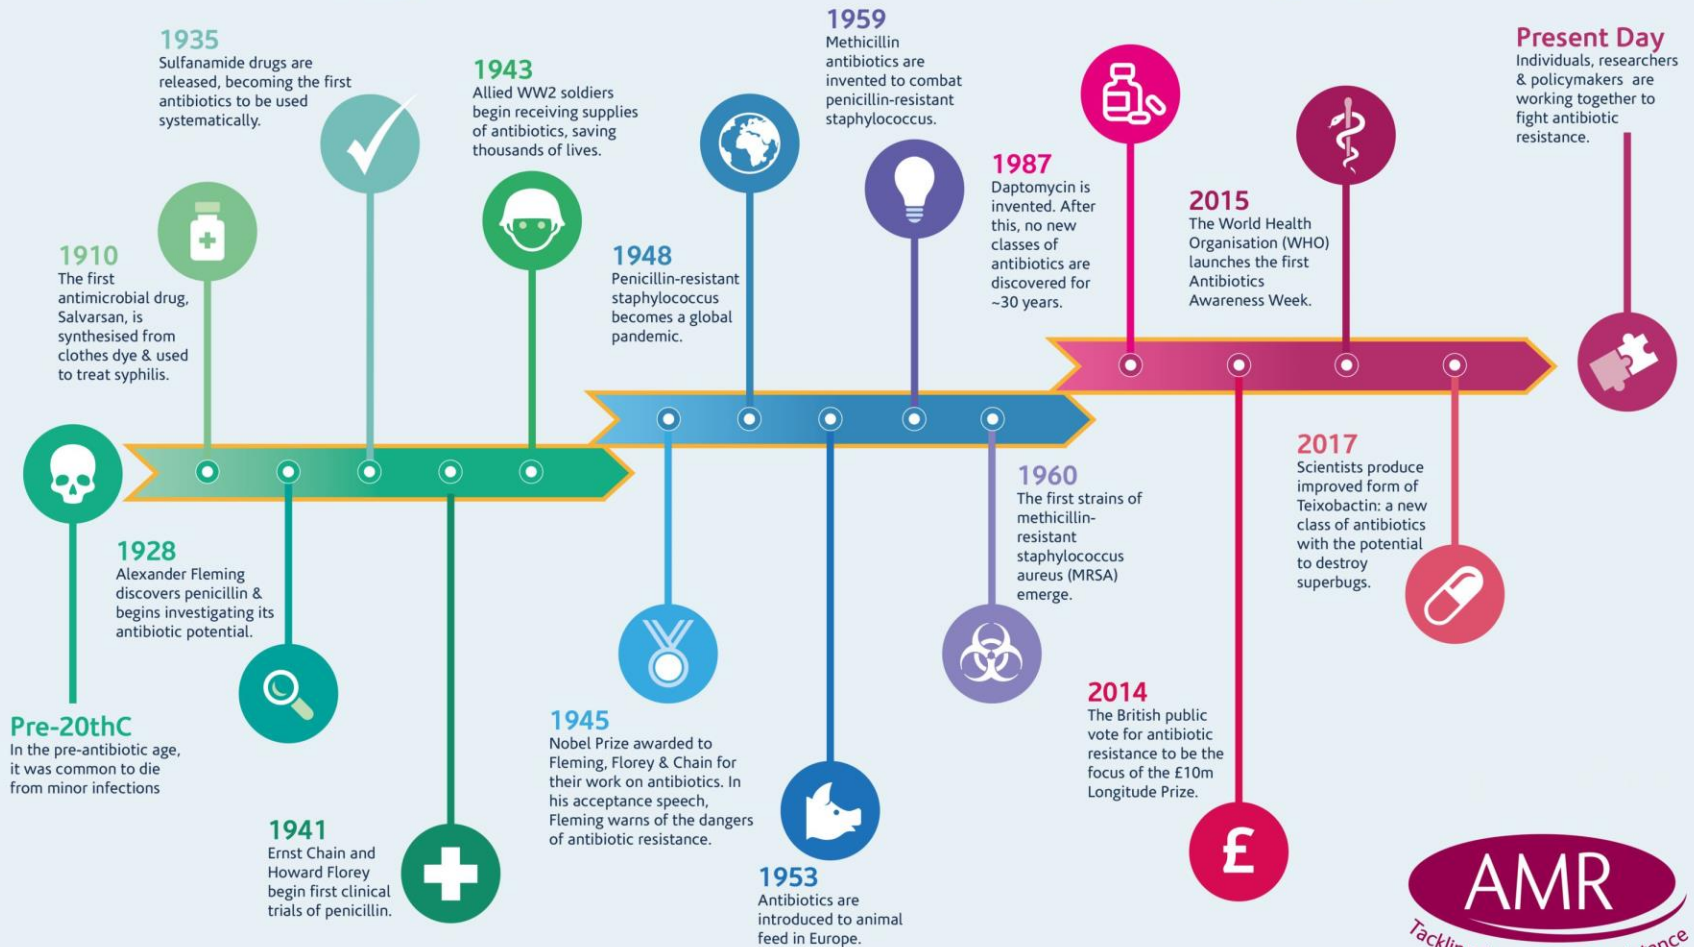 Pre-20thC
In the pre-antibiotic age,
it was common to die
from minor infections
1910
The first
antimicrobial drug,
Salvarsan, is
synthesised from
clothes dye & used
to treat syphilis.
1928
Alexander Fleming
discovers penicillin &
begins investigating its
antibiotic potential.
1935
Sulfanamide drugs are
released, becoming the first
antibiotics to be used
systematically.
1941
Ernst Chain and
Howard Florey
begin first clinical
trials of penicillin.
1943
Allied WW2 soldiers
begin receiving supplies
of antibiotics, saving
thousands of lives.
1945
Nobel Prize awarded to
Fleming, Florey & Chain for
their work on antibiotics. In
his acceptance speech,
Fleming warns of the dangers
of antibiotic resistance.
1948
Penicillin-resistant
staphylococcus
becomes a global
pandemic.
1953
Antibiotics are
introduced to animal
feed in Europe.
1959
Methicillin
antibiotics are
invented to combat
penicillin-resistant
staphylococcus.
1960
The first strains of
methicillin-
resistant
staphylococcus
aureus (MRSA)
emerge.
1987
Daptomycin is
invented. After
this, no new
classes of
antibiotics are
discovered for
~30 years.
2014
The British public
vote for antibiotic
resistance to be the
focus of the £10m
Longitude Prize.
£
2015
The World Health
Organisation (WHO)
launches the first
Antibiotics
Awareness Week.
2017
Scientists produce
improved form of
Teixobactin: a new
class of antibiotics
with the potential
to destroy
superbugs.
Present Day
Individuals, researchers
& policymakers are
working together to
fight antibiotic
resistance.
AMR